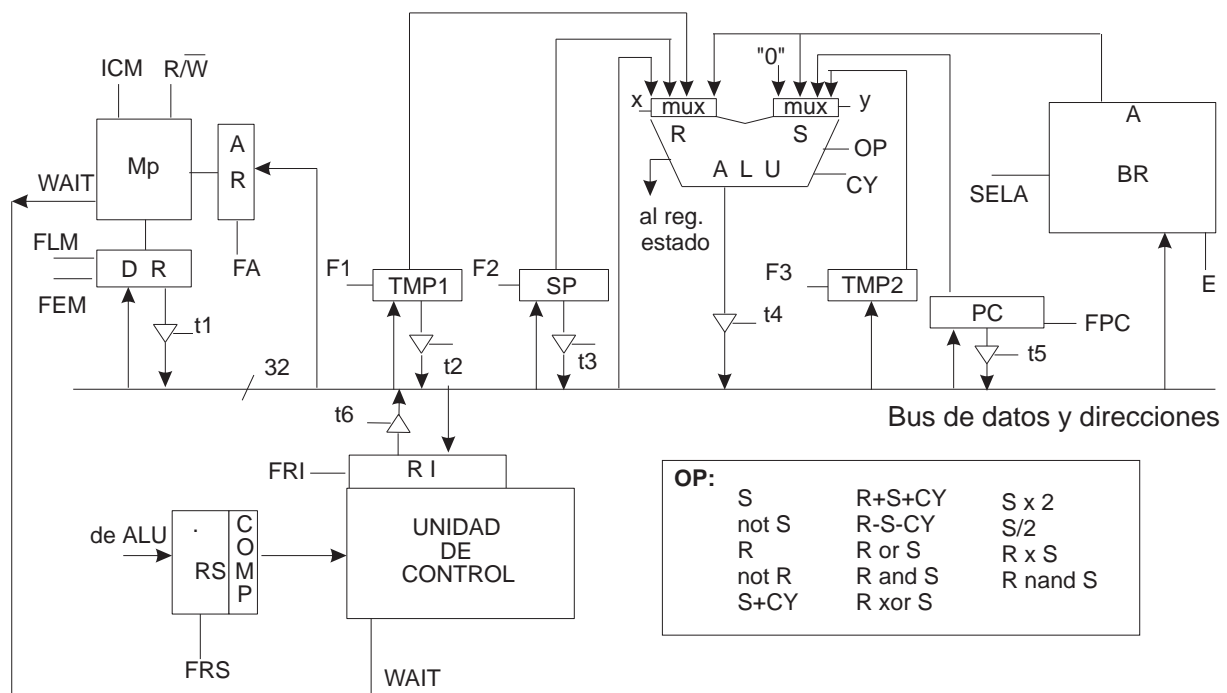 ICM
R/W
"0"
x
mux
mux
y
R
S
A L U
OP
CY
al reg.
estado
Mp
A
R
WAIT
FLM
FEM
D R
FA
t1
A
BR
SELA
E
F1
TMP1
F2
SP
F3
TMP2
PC
FPC
t2
t3
t4
t5
32
Bus de datos y direcciones
t6
FRI
R I
UNIDAD
DE
CONTROL
de ALU
.
RS
C
O
M
P
FRS
WAIT
OP:
S
not S
R
not R
S+CY
R+S+CY
R-S-CY
R or S
R and S
R xor S
S x 2
S/2
R x S
R nand S